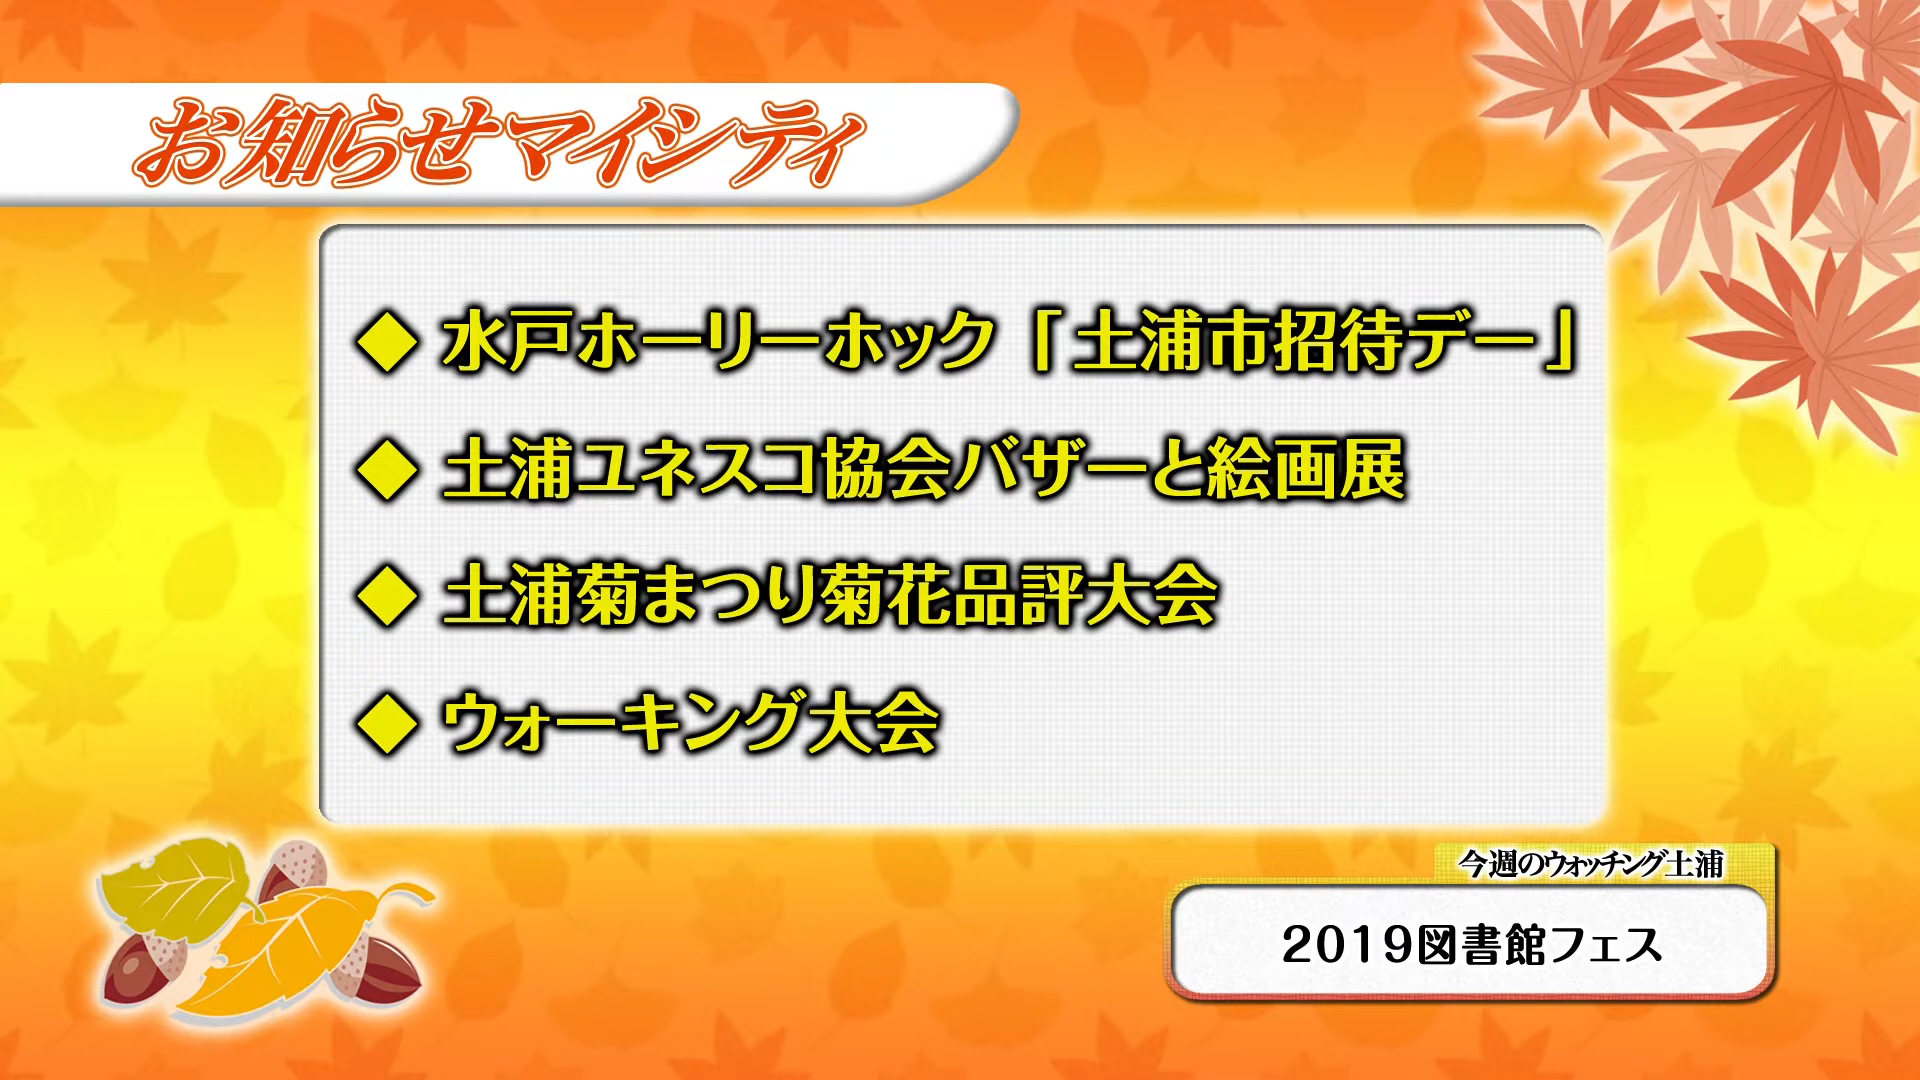 お知らせマイシティ
◆ 水戸ホーリーホック「土浦市招待デー」
◆ 土浦ユネスコ協会バザーと絵画展
◆ 土浦菊まつり菊花品評大会
◆ ウォーキング大会
今週のウォッチング土浦
2019図書館フェス